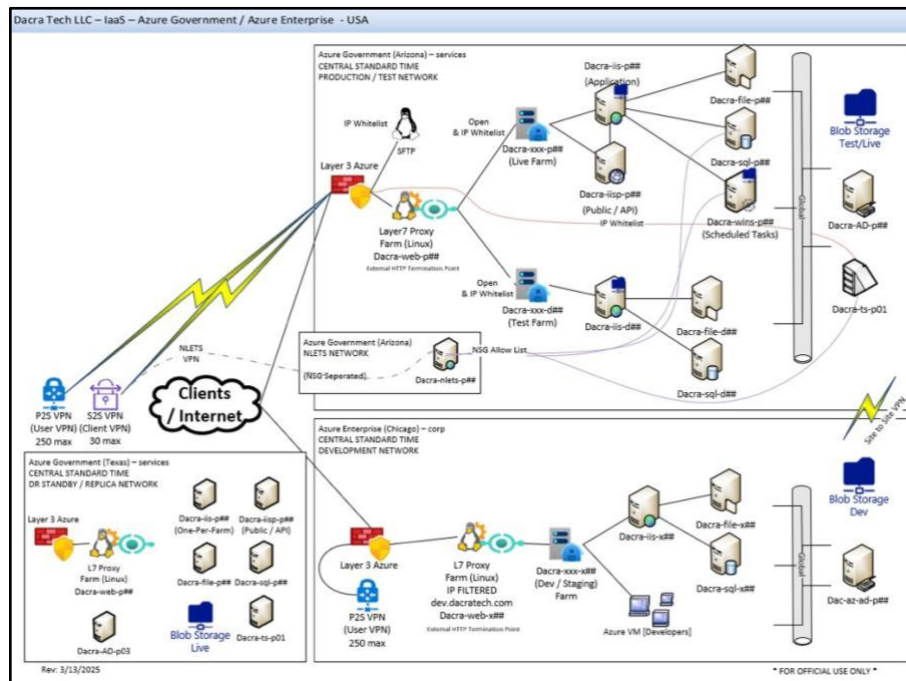 Dacra Tech LLC – IaaS – Azure Government / Azure Enterprise - USA
Azure Government (Arizona) – services
CENTRAL STANDARD TIME
PRODUCTION / TEST NETWORK
IP Whitelist
SFTP
Layer 3 Azure
Layer7 Proxy
Farm (Linux)
Dacra-web-p##
External HTTP Termination Point
Open
& IP Whitelist
Dacra-xxx-p##
(Live Farm)
Dacra-iis-p##
(Application)
Dacra-iisp-p##
(Public / API)
IP Whitelist
Dacra-file-p##
Dacra-sql-p##
Dacra-wins-p##
(Scheduled Tasks)
Global
Blob Storage
Test/Live
Dacra-AD-p##
Dacra-ts-p01
Open
& IP Whitelist
Dacra-xxx-d##
(Test Farm)
Dacra-iis-d##
Dacra-file-d##
Dacra-sql-d##
Azure Government (Arizona)
NLETS NETWORK
(NSG Seperated)
Dacra-nlets-p##
NSG Allow List
NLETS
VPN
P2S VPN
(User VPN)
250 max
S2S VPN
(Client VPN)
30 max
Clients
/ Internet
Site to Site VPN
Azure Government (Texas) – services
CENTRAL STANDARD TIME
DR STANDBY / REPLICA NETWORK
Layer 3 Azure
L7 Proxy
Farm (Linux)
Dacra-web-p##
Dacra-iis-p##
(One-Per-Farm)
Dacra-iisp-p##
(Public / API)
Dacra-file-p##
Dacra-sql-p##
Dacra-AD-p03
Blob Storage
Live
Dacra-ts-p01
Azure Enterprise (Chicago) – corp
CENTRAL STANDARD TIME
DEVELOPMENT NETWORK
Layer 3 Azure
P2S VPN
(User VPN)
250 max
L7 Proxy
Farm (Linux)
IP FILTERED
dev.dacratech.com
Dacra-web-x##
External HTTP Termination Point
Dacra-xxx-x##
(Dev / Staging)
Farm
Dacra-iis-x##
Dacra-file-x##
Dacra-sql-x##
Azure VM [Developers]
Global
Blob Storage
Dev
Dac-az-ad-p##
Rev: 3/13/2025
* FOR OFFICIAL USE ONLY *